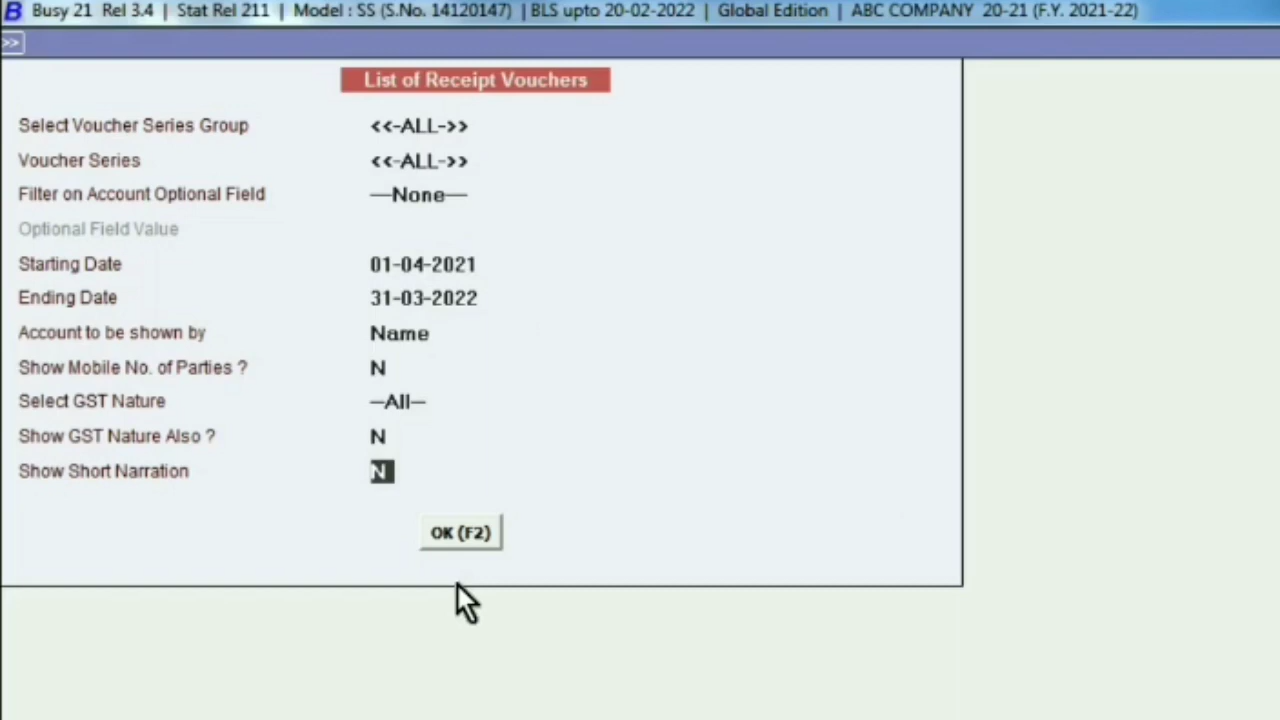 B Busy 21 Rel 3.4 | Stat Rel 211 | Model : SS (S.No. 14120147) | BLS upto 20-02-2022 | Global Edition | ABC COMPANY 20-21 (F.Y. 2021-22)
>>
List of Receipt Vouchers
Select Voucher Series Group <<-ALL->>
Voucher Series <<-ALL->>
Filter on Account Optional Field —None—
Optional Field Value
Starting Date 01-04-2021
Ending Date 31-03-2022
Account to be shown by Name
Show Mobile No. of Parties ? N
Select GST Nature —All—
Show GST Nature Also ? N
Show Short Narration N
OK (F2)